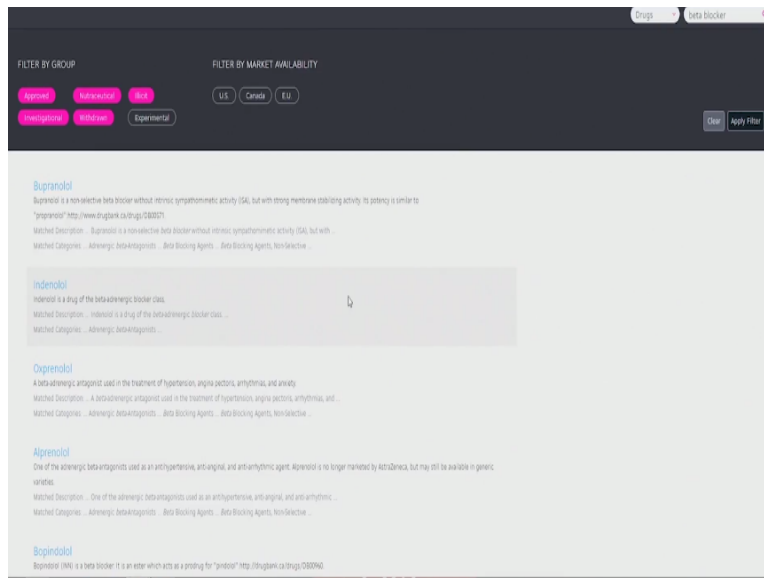 Drugs
beta blocker
FILTER BY GROUP
FILTER BY MARKET AVAILABILITY
Approved
Nutraceutical
Illicit
U.S.
Canada
E.U.
Investigational
Withdrawn
Experimental
Clear
Apply Filter
Bupranolol
Bupranolol is a non-selective beta blocker without intrinsic sympathomimetic activity (ISA), but with strong membrane stabilizing activity. Its potency is similar to
"propranolol" http://www.drugbank.ca/drugs/DB00571
Matched Description: ... Bupranolol is a non-selective beta blocker without intrinsic sympathomimetic activity (ISA), but with ...
Matched Categories: ... Adrenergic beta-Antagonists ... Beta Blocking Agents ... Beta Blocking Agents, Non-Selective ...
Indenolol
Indenolol is a drug of the beta-adrenergic blocker class.
Matched Description: ... Indenolol is a drug of the beta-adrenergic blocker class. ...
Matched Categories: ... Adrenergic beta-Antagonists ...
Oxprenolol
A beta-adrenergic antagonist used in the treatment of hypertension, angina pectoris, arrhythmias, and anxiety.
Matched Description: ... A beta-adrenergic antagonist used in the treatment of hypertension, angina pectoris, arrhythmias, and ...
Matched Categories: ... Adrenergic beta-Antagonists ... Beta Blocking Agents ... Beta Blocking Agents, Non-Selective ...
Alprenolol
One of the adrenergic beta-antagonists used as an antihypertensive, anti-anginal, and anti-arrhythmic agent. Alprenolol is no longer marketed by AstraZeneca, but may still be available in generic
varieties.
Matched Description: ... One of the adrenergic beta-antagonists used as an antihypertensive, anti-anginal, and anti-arrhythmic ...
Matched Categories: ... Adrenergic beta-Antagonists ... Beta Blocking Agents ... Beta Blocking Agents, Non-Selective ...
Bopindolol
Bopindolol (INN) is a beta blocker. It is an ester which acts as a prodrug for "pindolol" http://drugbank.ca/drugs/DB00960.